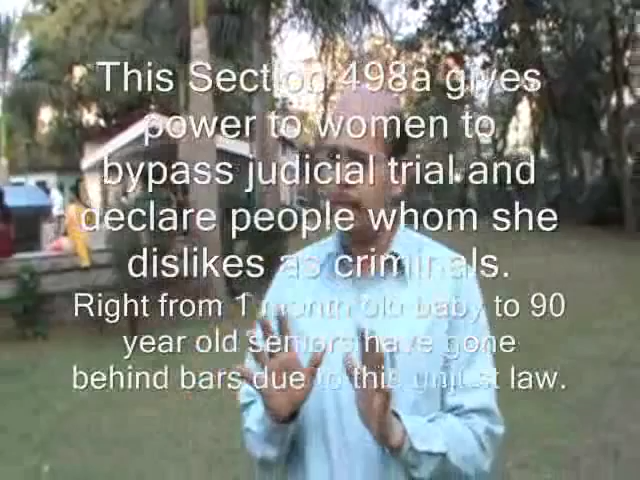 This Section 498a gives
power to women to
bypass judicial trial and
declare people whom she
dislikes as criminals.
Right from 1 month old baby to 90
year old Seniors have gone
behind bars due to this unjust law.